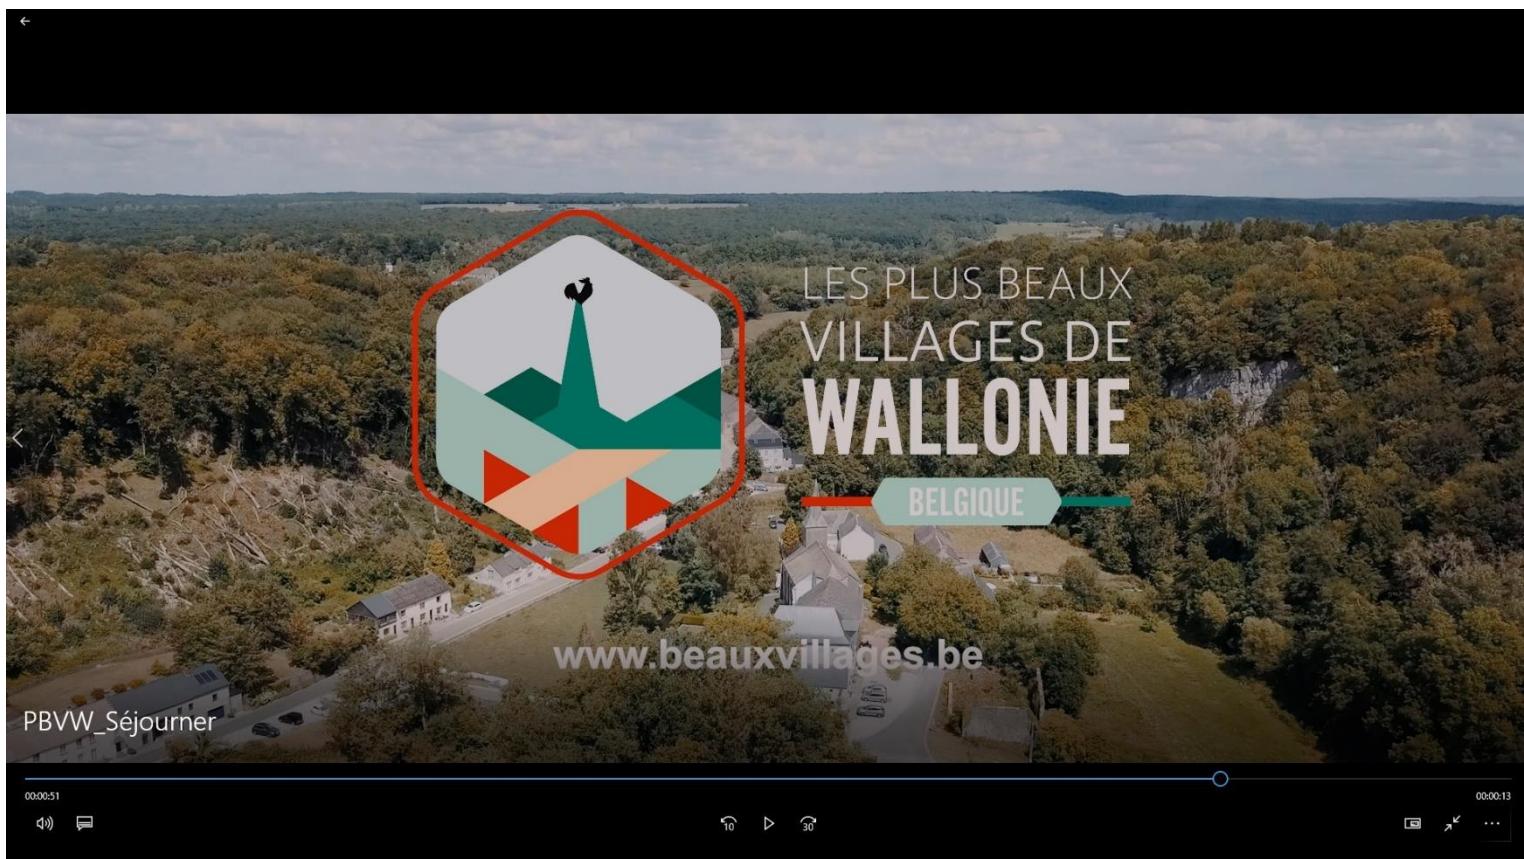 LES PLUS BEAUX
VILLAGES DE
WALLONIE
BELGIQUE
www.beauxvillages.be
PBVW_Séjourner
00:00:51
00:00:13
10
30